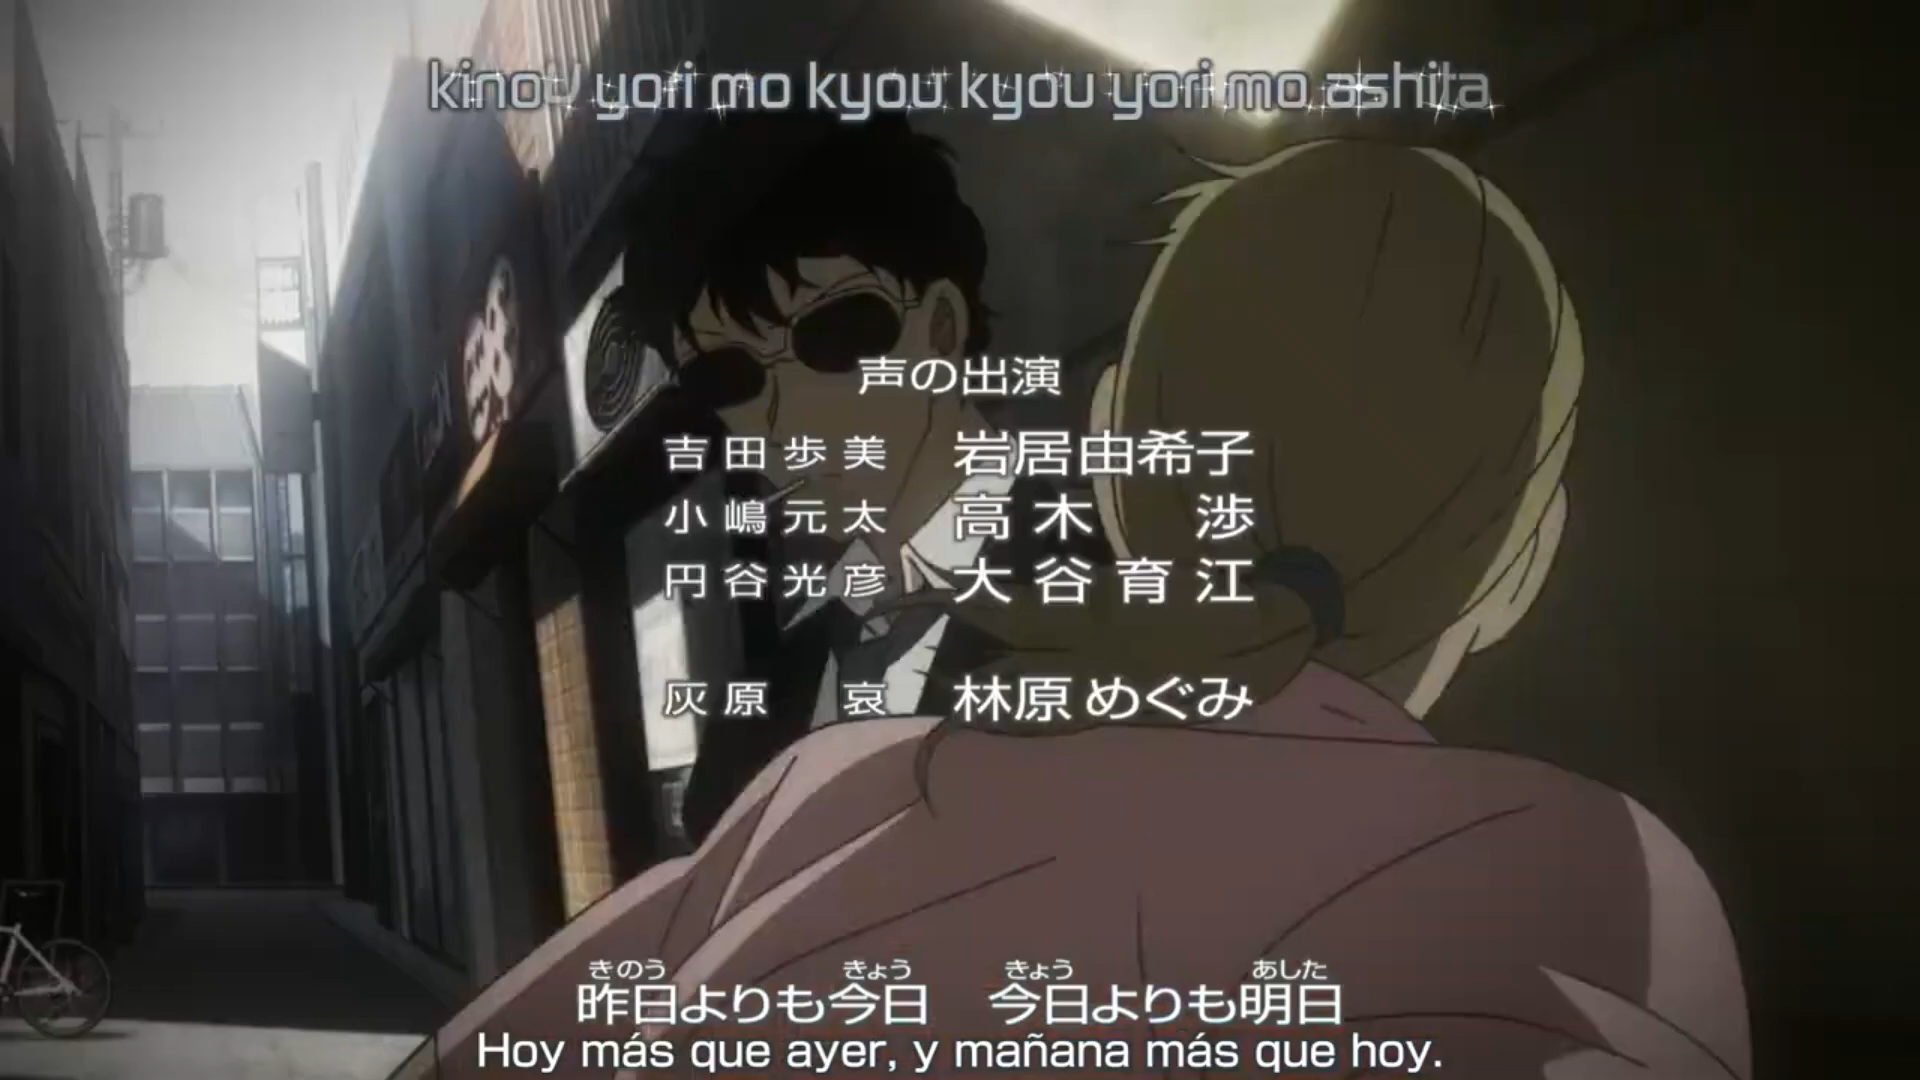 kinou yori mo kyou kyou yori mo ashita
声の出演
吉田歩美 岩居由希子
小嶋元太 高木 渉
円谷光彦 大谷育江
灰原 哀 林原めぐみ
きのう きょう きょう あした
昨日よりも今日 今日よりも明日
Hoy más que ayer, y mañana más que hoy.